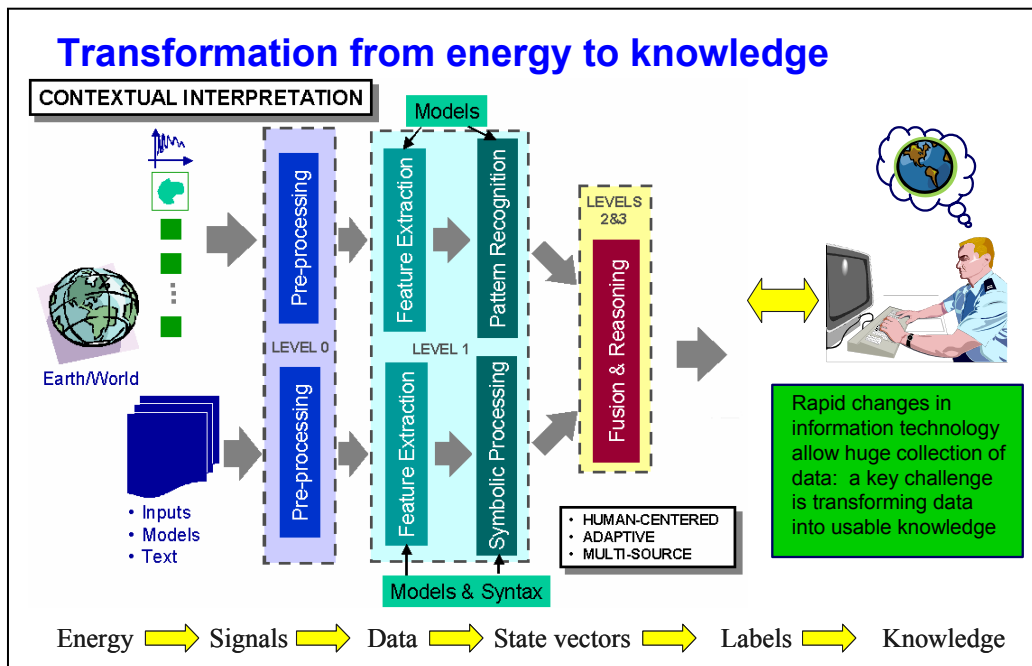 Transformation from energy to knowledge
CONTEXTUAL INTERPRETATION
Models
Pre-processing
Feature Extraction
Pattern Recognition
LEVELS
2&3
Fusion & Reasoning
LEVEL 0
LEVEL 1
Earth/World
Pre-processing
Feature Extraction
Symbolic Processing
• Inputs
• Models
• Text
Models & Syntax
• HUMAN-CENTERED
• ADAPTIVE
• MULTI-SOURCE
Rapid changes in
information technology
allow huge collection of
data: a key challenge
is transforming data
into usable knowledge
Energy Signals Data State vectors Labels Knowledge